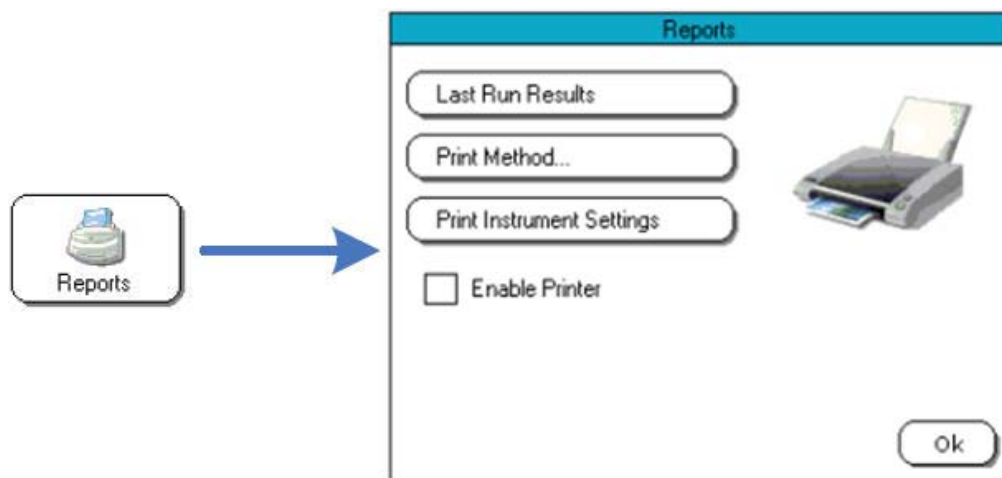 Reports
Reports
Last Run Results
Print Method...
Print Instrument Settings
Enable Printer
Ok